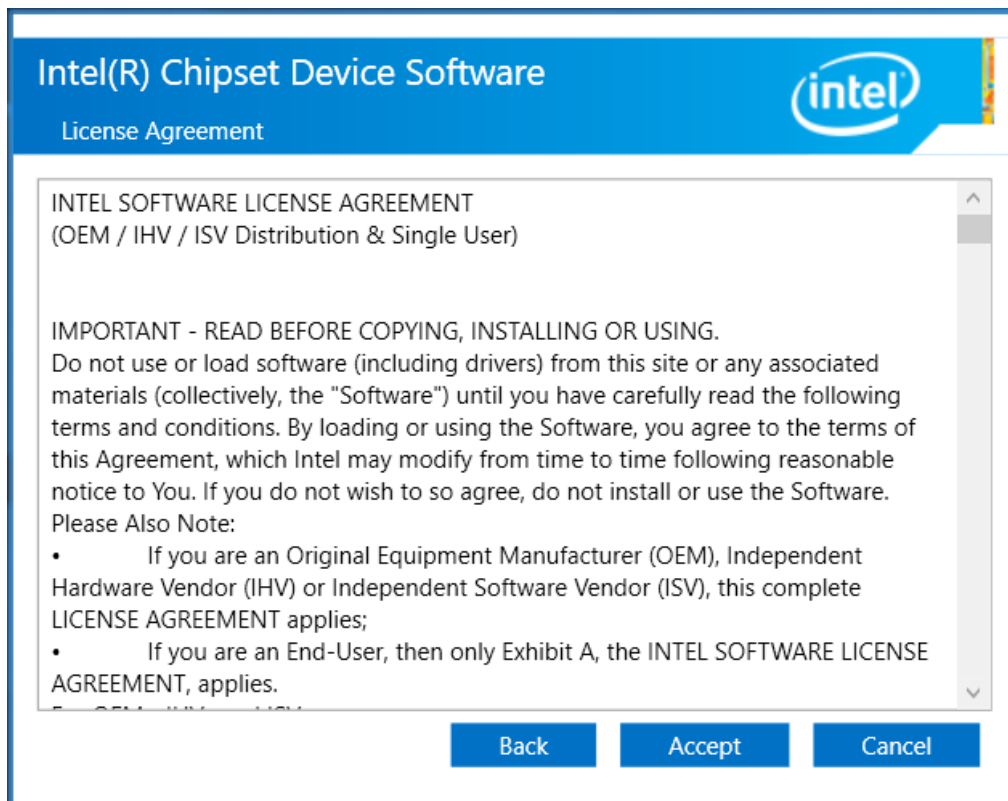 Intel(R) Chipset Device Software
intel
License Agreement
INTEL SOFTWARE LICENSE AGREEMENT
(OEM / IHV / ISV Distribution & Single User)
IMPORTANT - READ BEFORE COPYING, INSTALLING OR USING.
Do not use or load software (including drivers) from this site or any associated
materials (collectively, the "Software") until you have carefully read the following
terms and conditions. By loading or using the Software, you agree to the terms of
this Agreement, which Intel may modify from time to time following reasonable
notice to You. If you do not wish to so agree, do not install or use the Software.
Please Also Note:
• If you are an Original Equipment Manufacturer (OEM), Independent
Hardware Vendor (IHV) or Independent Software Vendor (ISV), this complete
LICENSE AGREEMENT applies;
• If you are an End-User, then only Exhibit A, the INTEL SOFTWARE LICENSE
AGREEMENT, applies.
Back Accept Cancel